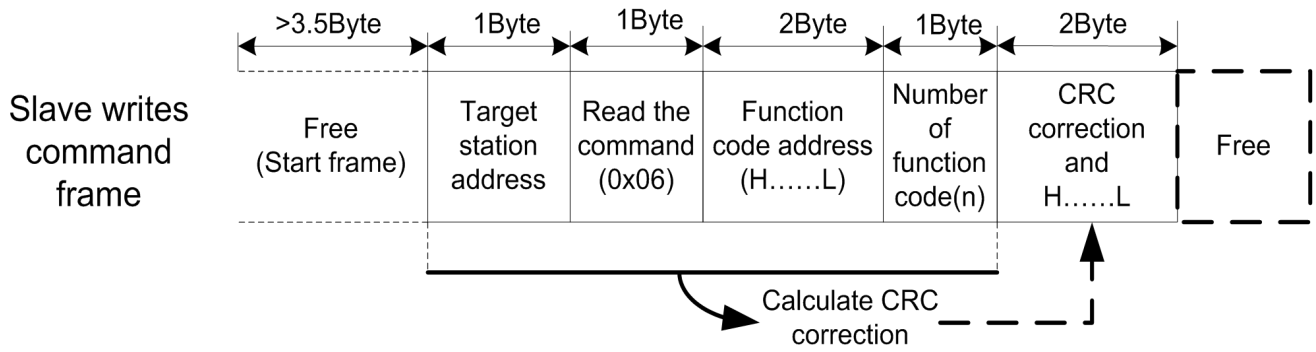 >3.5Byte 1Byte 1Byte 2Byte 1Byte 2Byte
Slave writes
command
frame
Free
(Start frame)
Target
station
address
Read the
command
(0x06)
Function
code address
(H......L)
Number
of
function
code(n)
CRC
correction
and
H......L
Free
Calculate CRC
correction